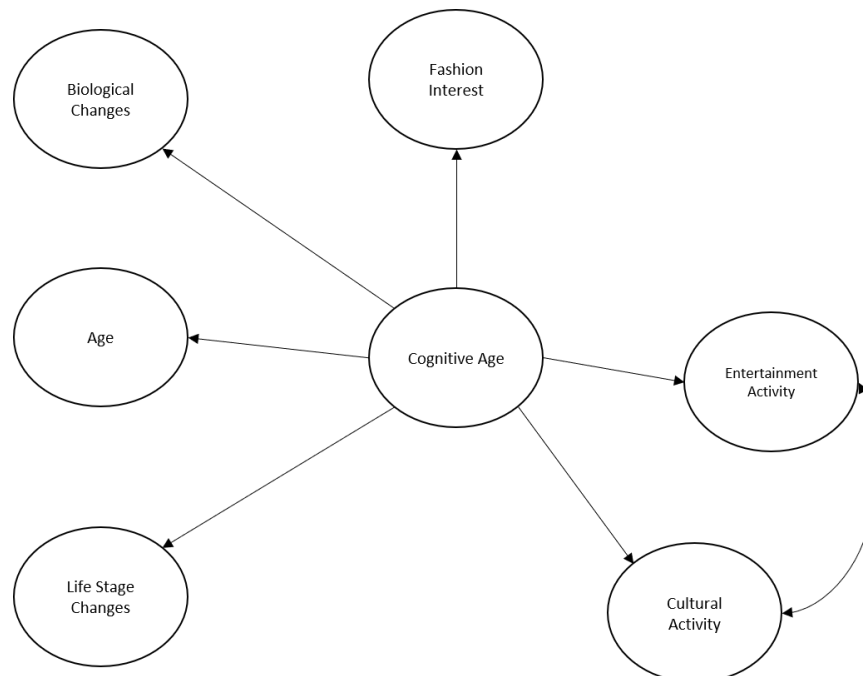 Biological
Changes
Fashion
Interest
Age
Cognitive Age
Entertainment
Activity
Life Stage
Changes
Cultural
Activity